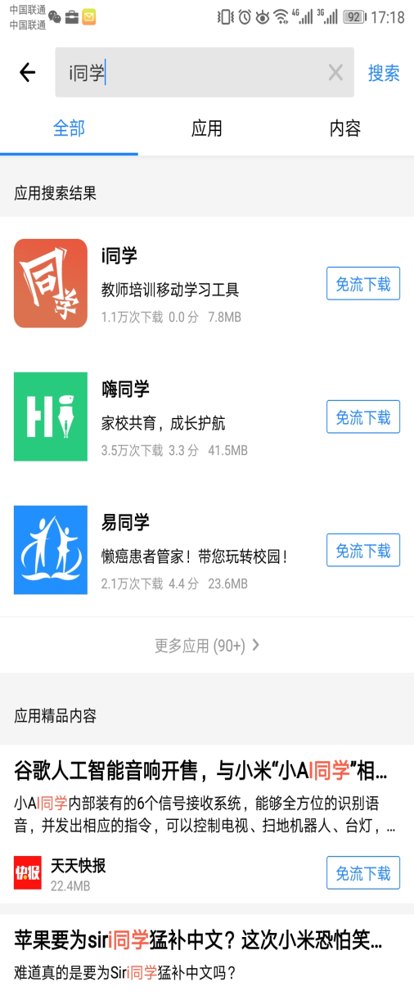 中国联通
中国联通
4G 3G 92 17:18
i同学
搜索
全部 应用 内容
应用搜索结果
同学
i同学
教师培训移动学习工具
1.1万次下载 0.0分 7.8MB
免流下载
Hi
嗨同学
家校共育，成长护航
3.5万次下载 3.3分 41.5MB
免流下载
易同学
懒癌患者管家！带您玩转校园！
2.1万次下载 4.4分 23.6MB
免流下载
更多应用 (90+)
应用精品内容
谷歌人工智能音响开售，与小米“小AI同学”相...
小AI同学内部装有的6个信号接收系统，能够全方位的识别语
音，并发出相应的指令，可以控制电视、扫地机器人、台灯，...
快报
天天快报
22.4MB
免流下载
苹果要为siri同学猛补中文？这次小米恐怕笑...
难道真的是要为Siri同学猛补中文吗？